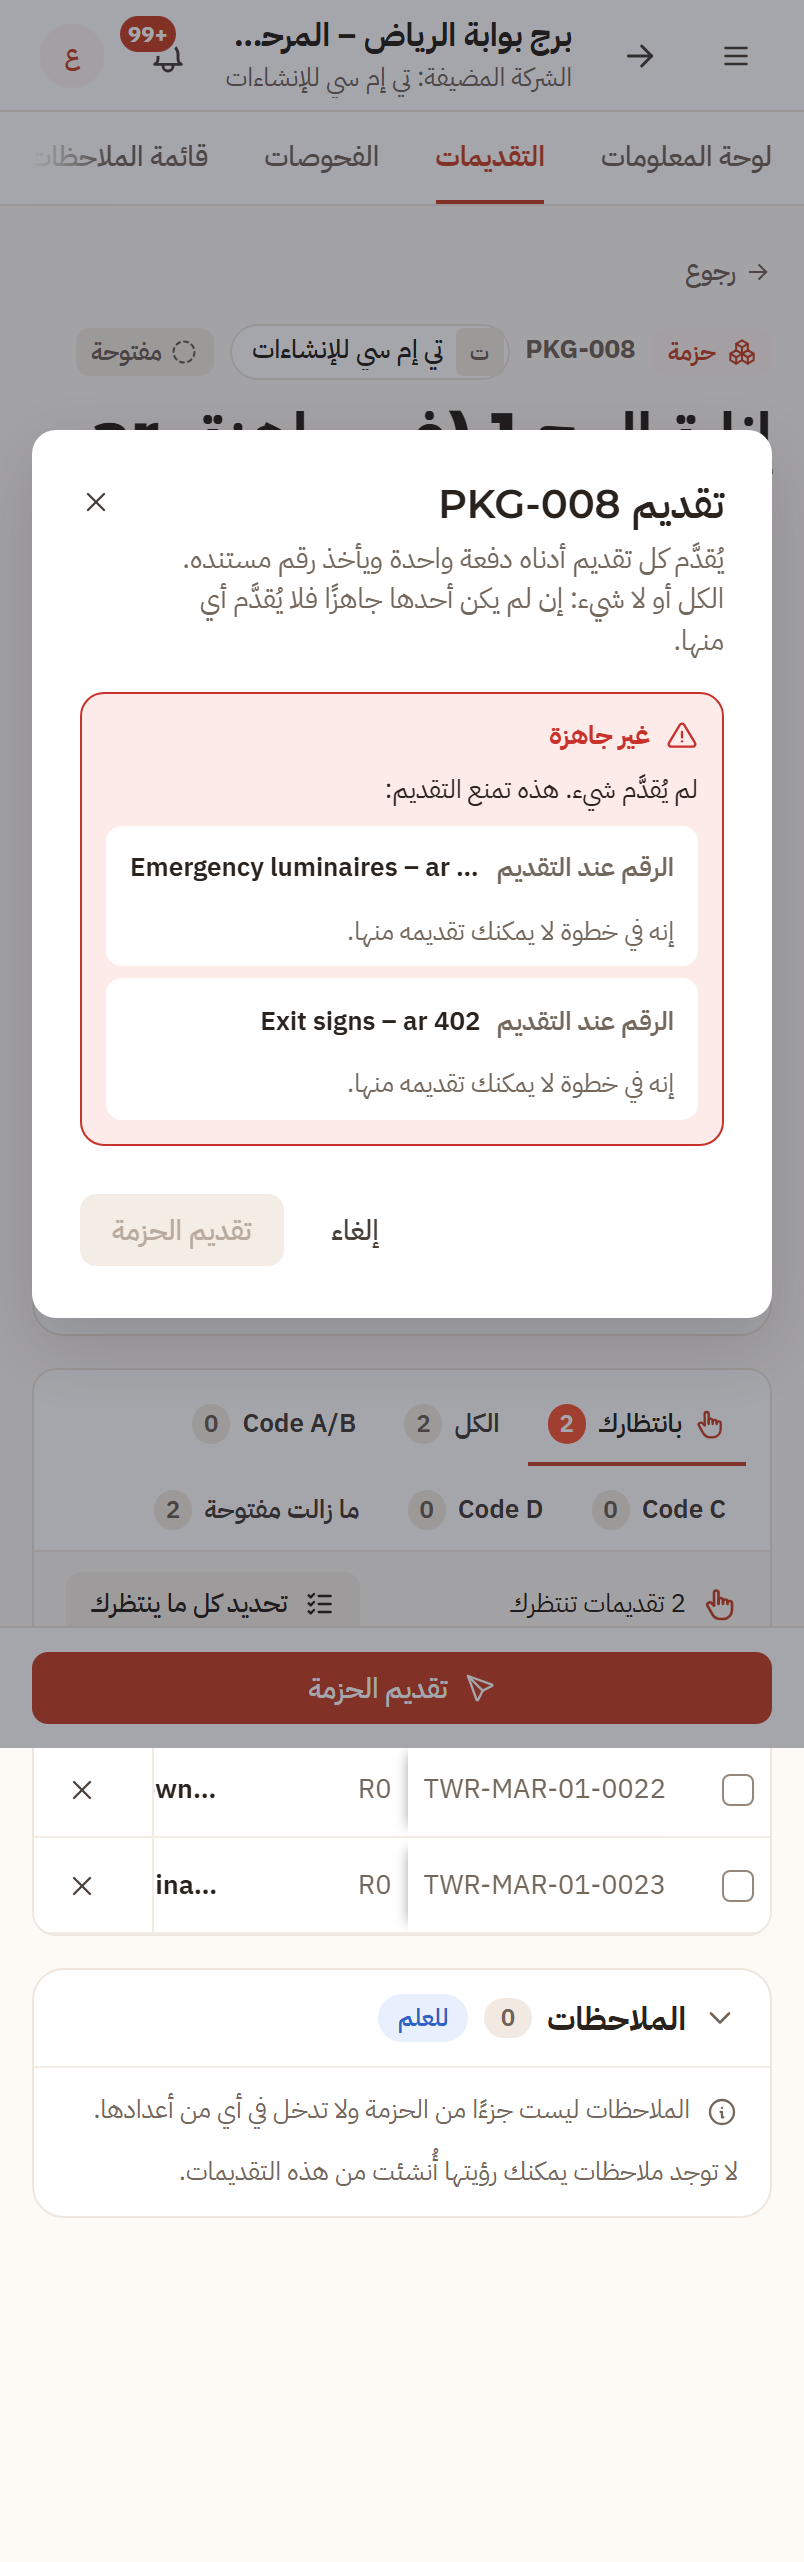 برج بوابة الرياض – المرحـ...
الشركة المضيفة: تي إم سي للإنشاءات
99+
ع
لوحة المعلومات
التقديمات
الفحوصات
قائمة الملاحظات
رجوع
حزمة
PKG-008
ت تي إم سي للإنشاءات
مفتوحة
تقديم PKG-008
يُقدَّم كل تقديم أدناه دفعة واحدة ويأخذ رقم مستنده.
الكل أو لا شيء: إن لم يكن أحدها جاهزًا فلا يُقدَّم أي
منها.
غير جاهزة
لم يُقدَّم شيء. هذه تمنع التقديم:
الرقم عند التقديم Emergency luminaires – ar ...
إنه في خطوة لا يمكنك تقديمه منها.
الرقم عند التقديم Exit signs – ar 402
إنه في خطوة لا يمكنك تقديمه منها.
إلغاء
تقديم الحزمة
بانتظارك 2
الكل 2
Code A/B 0
Code C 0
Code D 0
ما زالت مفتوحة 2
2 تقديمات تنتظرك
تحديد كل ما ينتظرك
تقديم الحزمة
TWR-MAR-01-0022 R0 wn...
TWR-MAR-01-0023 R0 ina...
الملاحظات 0 للعلم
الملاحظات ليست جزءًا من الحزمة ولا تدخل في أي من أعدادها.
لا توجد ملاحظات يمكنك رؤيتها أُنشئت من هذه التقديمات.